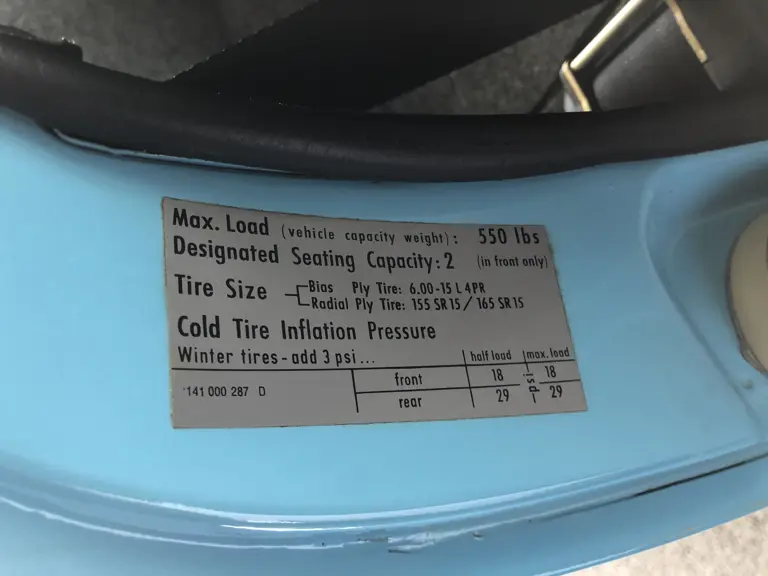 Max. Load (vehicle capacity weight): 550 lbs
Designated Seating Capacity: 2 (in front only)
Tire Size Bias Ply Tire: 6.00-15 L 4PR
Radial Ply Tire: 155 SR 15 / 165 SR 15
Cold Tire Inflation Pressure
Winter tires - add 3 psi ... half load max. load
front 18 psi 18
141 000 287 D
rear 29 29